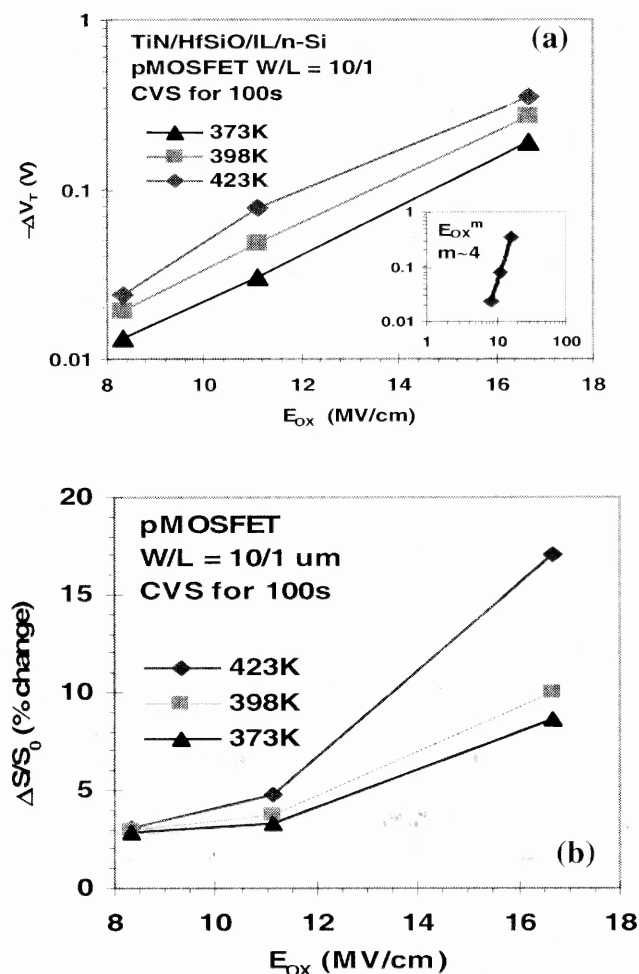 (a)
TiN/HfSiO/IL/n-Si
pMOSFET W/L = 10/1
CVS for 100s
373K
398K
423K
1
0.1
0.01
−ΔV_T (V)
E_OX^m
m~4
1
0.1
0.01
1 10 100
8 10 12 14 16 18
E_OX (MV/cm)
pMOSFET
W/L = 10/1 um
CVS for 100s
423K
398K
373K
20
15
10
5
0
ΔS/S_0 (% change)
(b)
8 10 12 14 16 18
E_OX (MV/cm)